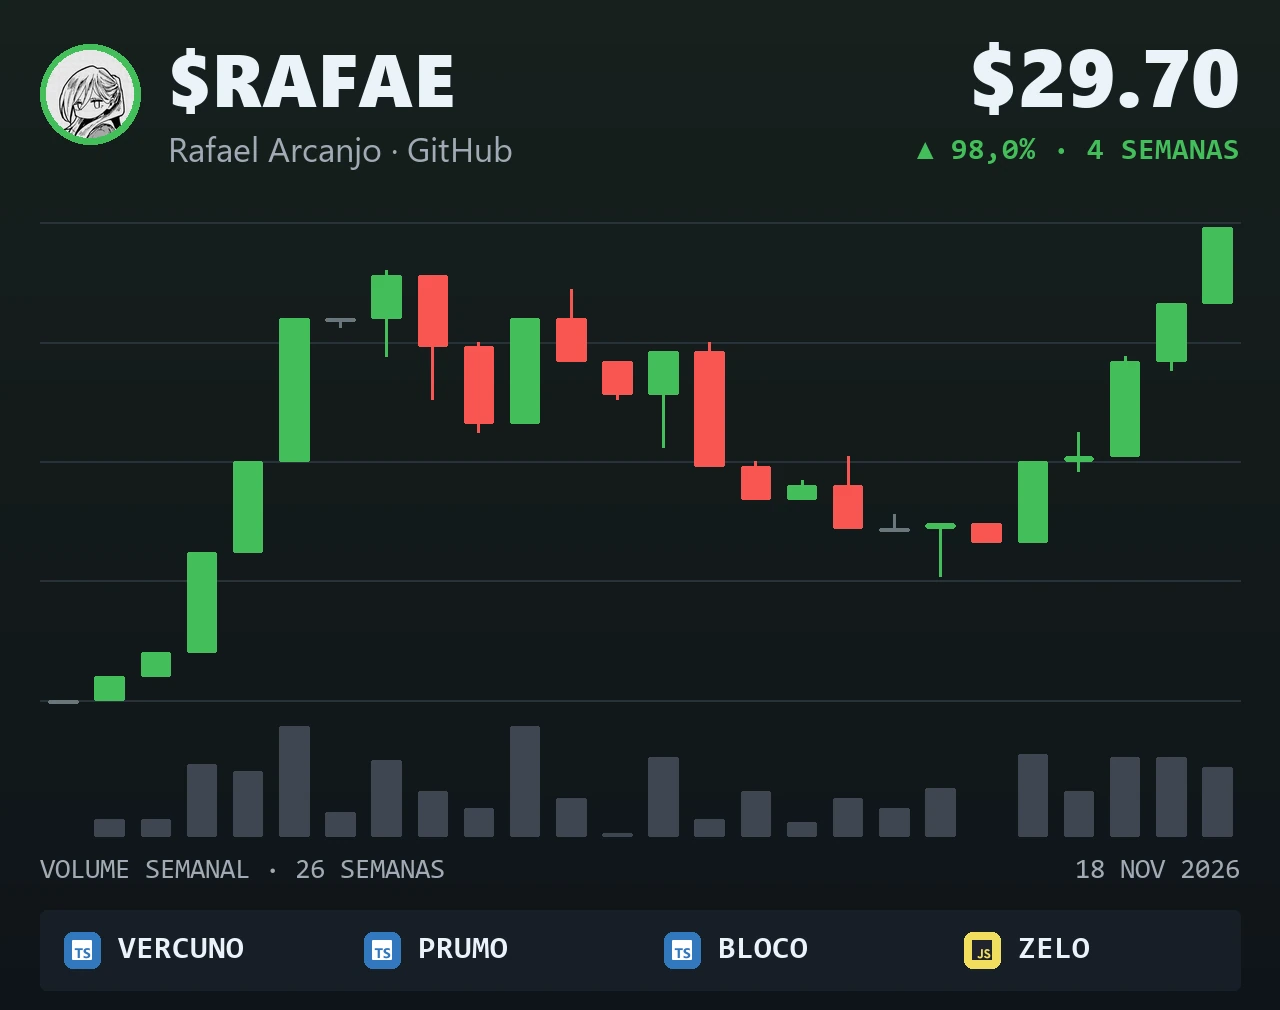 $RAFAE
$29.70
Rafael Arcanjo · GitHub
▲ 98,0% · 4 SEMANAS
VOLUME SEMANAL · 26 SEMANAS
18 NOV 2026
TS VERCUNO
TS PRUMO
TS BLOCO
JS ZELO